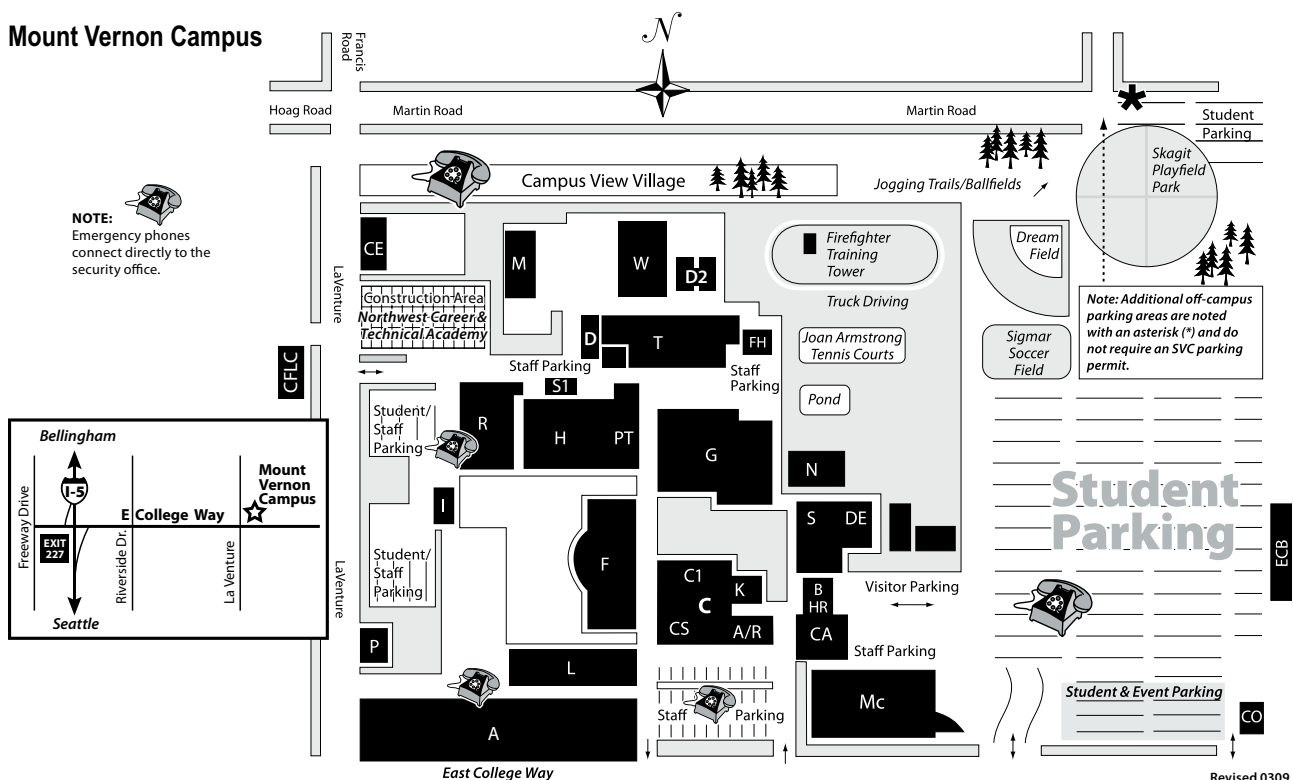 Mount Vernon Campus
N
Francis
Road
Hoag Road
Martin Road
Martin Road
Student
Parking
Skagit
Playfield
Park
Campus View Village
Jogging Trails/Ballfields
NOTE:
Emergency phones
connect directly to the
security office.
CE
M
W
D2
Firefighter
Training
Tower
Truck Driving
Dream
Field
LaVenture
Construction Area
Northwest Career &
Technical Academy
Note: Additional off-campus
parking areas are noted
with an asterisk (*) and do
not require an SVC parking
permit.
D
T
FH
Joan Armstrong
Tennis Courts
Sigmar
Soccer
Field
CFLC
Staff Parking
Staff
Parking
S1
Pond
Student/
Staff
Parking
R
H
PT
G
N
Student
Parking
Bellingham
I-5
Mount
Vernon
Campus
E College Way
EXIT
227
Freeway Drive
Riverside Dr.
La Venture
Seattle
I
S
DE
ECB
Student/
Staff
Parking
LaVenture
F
C1
K
C
CS
A/R
B
HR
CA
Visitor Parking
Staff Parking
P
L
Mc
Student & Event Parking
Staff
Parking
CO
A
East College Way
Revised 0309